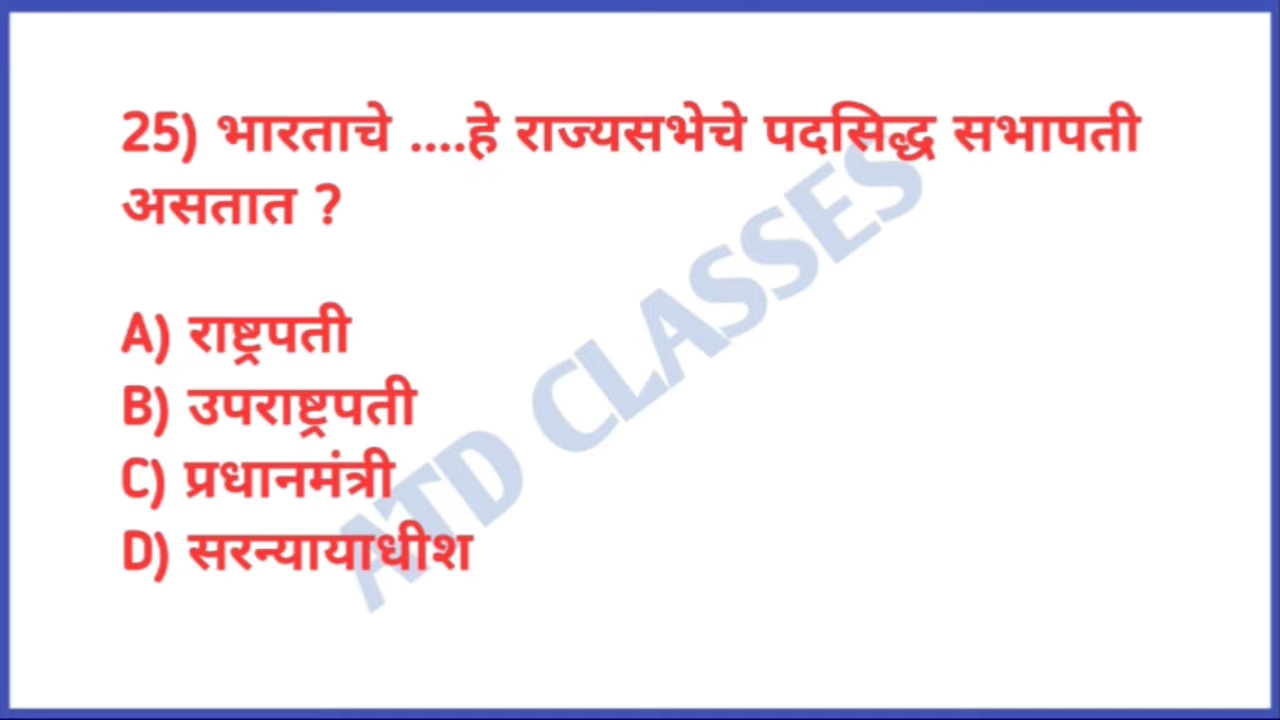 25) भारताचे ....हे राज्यसभेचे पदसिद्ध सभापती
असतात ?
A) राष्ट्रपती
B) उपराष्ट्रपती
C) प्रधानमंत्री
D) सरन्यायाधीश
ATD CLASSES